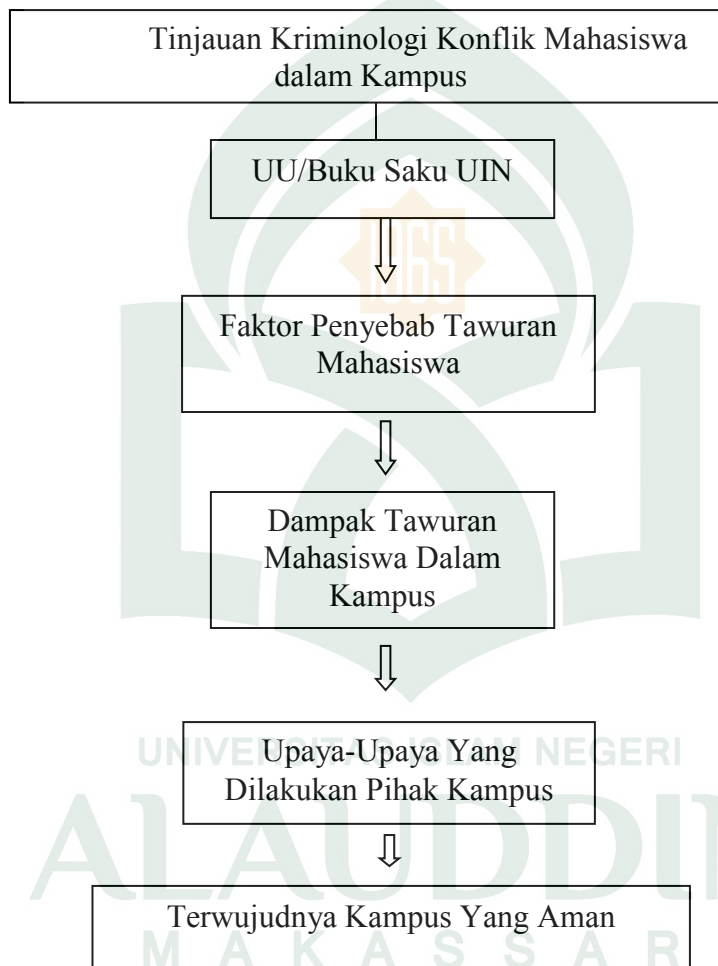 Tinjauan Kriminologi Konflik Mahasiswa
dalam Kampus
UU/Buku Saku UIN
1965
Faktor Penyebab Tawuran
Mahasiswa
Dampak Tawuran
Mahasiswa Dalam
Kampus
UNIVERSITAS ISLAM NEGERI
Upaya-Upaya Yang
Dilakukan Pihak Kampus
ALAUDDIN
Terwujudnya Kampus Yang Aman
MAKASSAR